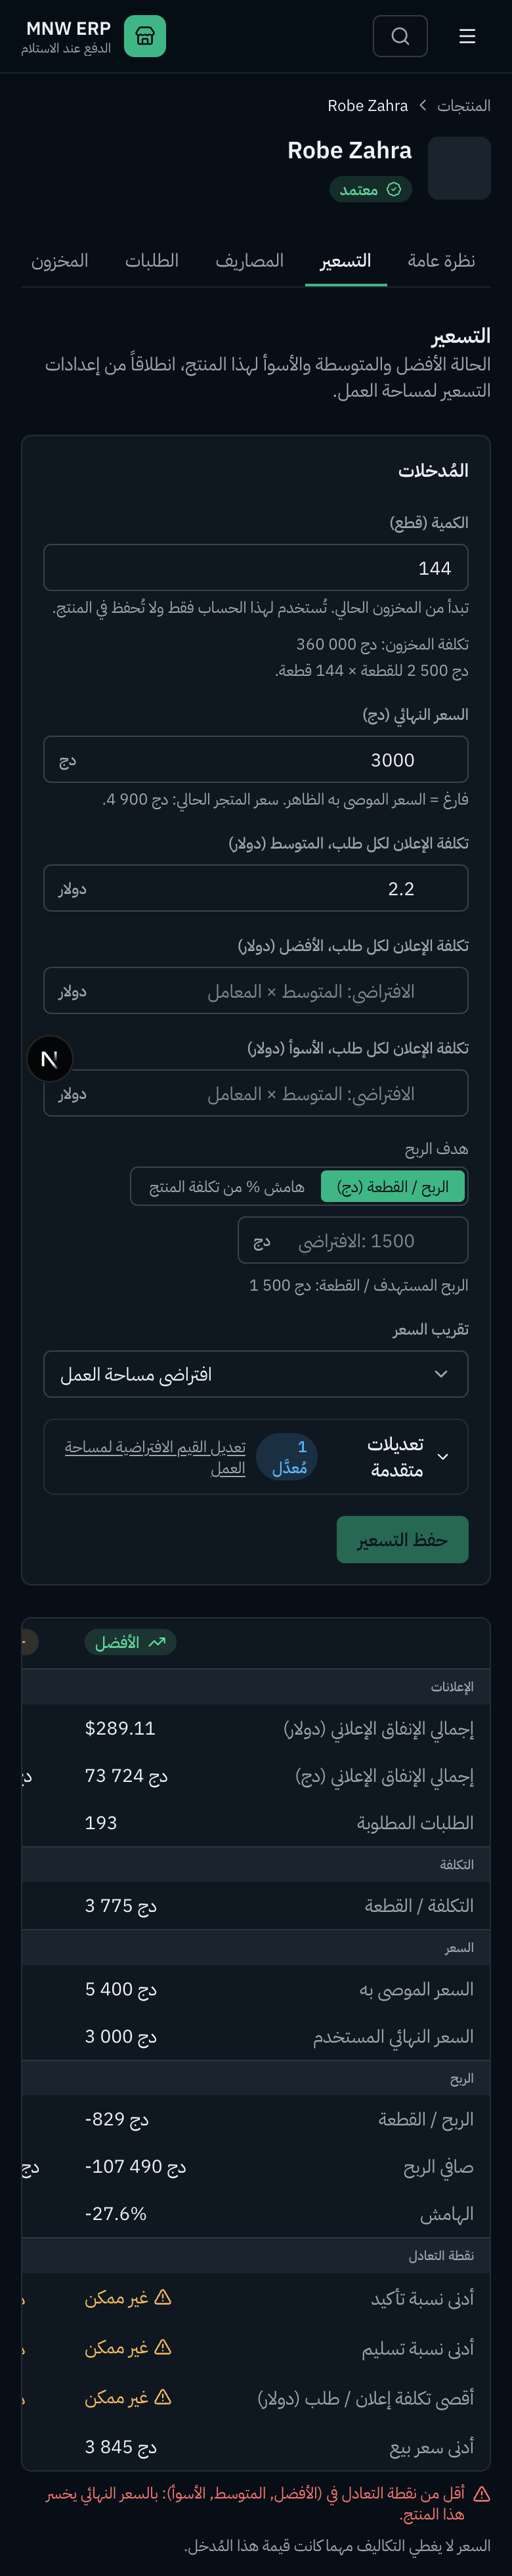 MNW ERP
الدفع عند الاستلام
المنتجات > Robe Zahra
Robe Zahra
معتمد
نظرة عامة
التسعير
المصاريف
الطلبات
المخزون
التسعير
الحالة الأفضل والمتوسطة والأسوأ لهذا المنتج، انطلاقاً من إعدادات
التسعير لمساحة العمل.
المُدخلات
الكمية (قطع)
144
تبدأ من المخزون الحالي. تُستخدم لهذا الحساب فقط ولا تُحفظ في المنتج.
تكلفة المخزون: دج 000 360
دج 500 2 للقطعة × 144 قطعة.
السعر النهائي (دج)
3000
دج
فارغ = السعر الموصى به الظاهر. سعر المتجر الحالي: دج 900 4.
تكلفة الإعلان لكل طلب، المتوسط (دولار)
2.2
دولار
تكلفة الإعلان لكل طلب، الأفضل (دولار)
الافتراضي: المتوسط × المعامل
دولار
تكلفة الإعلان لكل طلب، الأسوأ (دولار)
الافتراضي: المتوسط × المعامل
دولار
N
هدف الربح
الربح / القطعة (دج)
هامش % من تكلفة المنتج
الافتراضي: 1500
دج
الربح المستهدف / القطعة: دج 500 1
تقريب السعر
افتراضي مساحة العمل
تعديلات
متقدمة
1
مُعدَّل
تعديل القيم الافتراضية لمساحة
العمل
حفظ التسعير
الأفضل
الإعلانات
إجمالي الإنفاق الإعلاني (دولار) $289.11
إجمالي الإنفاق الإعلاني (دج) 73 724 دج
الطلبات المطلوبة 193
التكلفة
التكلفة / القطعة 3 775 دج
السعر
السعر الموصى به 5 400 دج
السعر النهائي المستخدم 3 000 دج
الربح
الربح / القطعة -829 دج
صافي الربح -107 490 دج
الهامش -27.6%
نقطة التعادل
أدنى نسبة تأكيد غير ممكن
أدنى نسبة تسليم غير ممكن
أقصى تكلفة إعلان / طلب (دولار) غير ممكن
أدنى سعر بيع 3 845 دج
أقل من نقطة التعادل في (الأفضل, المتوسط, الأسوأ): بالسعر النهائي يخسر
هذا المنتج.
السعر لا يغطي التكاليف مهما كانت قيمة هذا المُدخل.